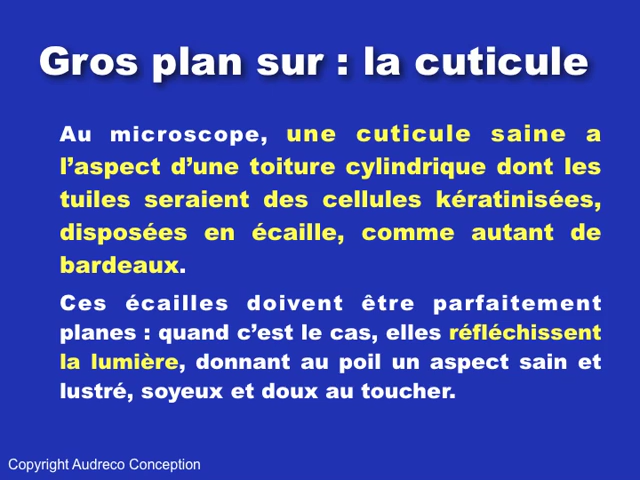 Gros plan sur : la cuticule
Au microscope, une cuticule saine a
l’aspect d’une toiture cylindrique dont les
tuiles seraient des cellules kératinisées,
disposées en écaille, comme autant de
bardeaux.
Ces écailles doivent être parfaitement
planes : quand c’est le cas, elles réfléchissent
la lumière, donnant au poil un aspect sain et
lustré, soyeux et doux au toucher.
Copyright Audreco Conception